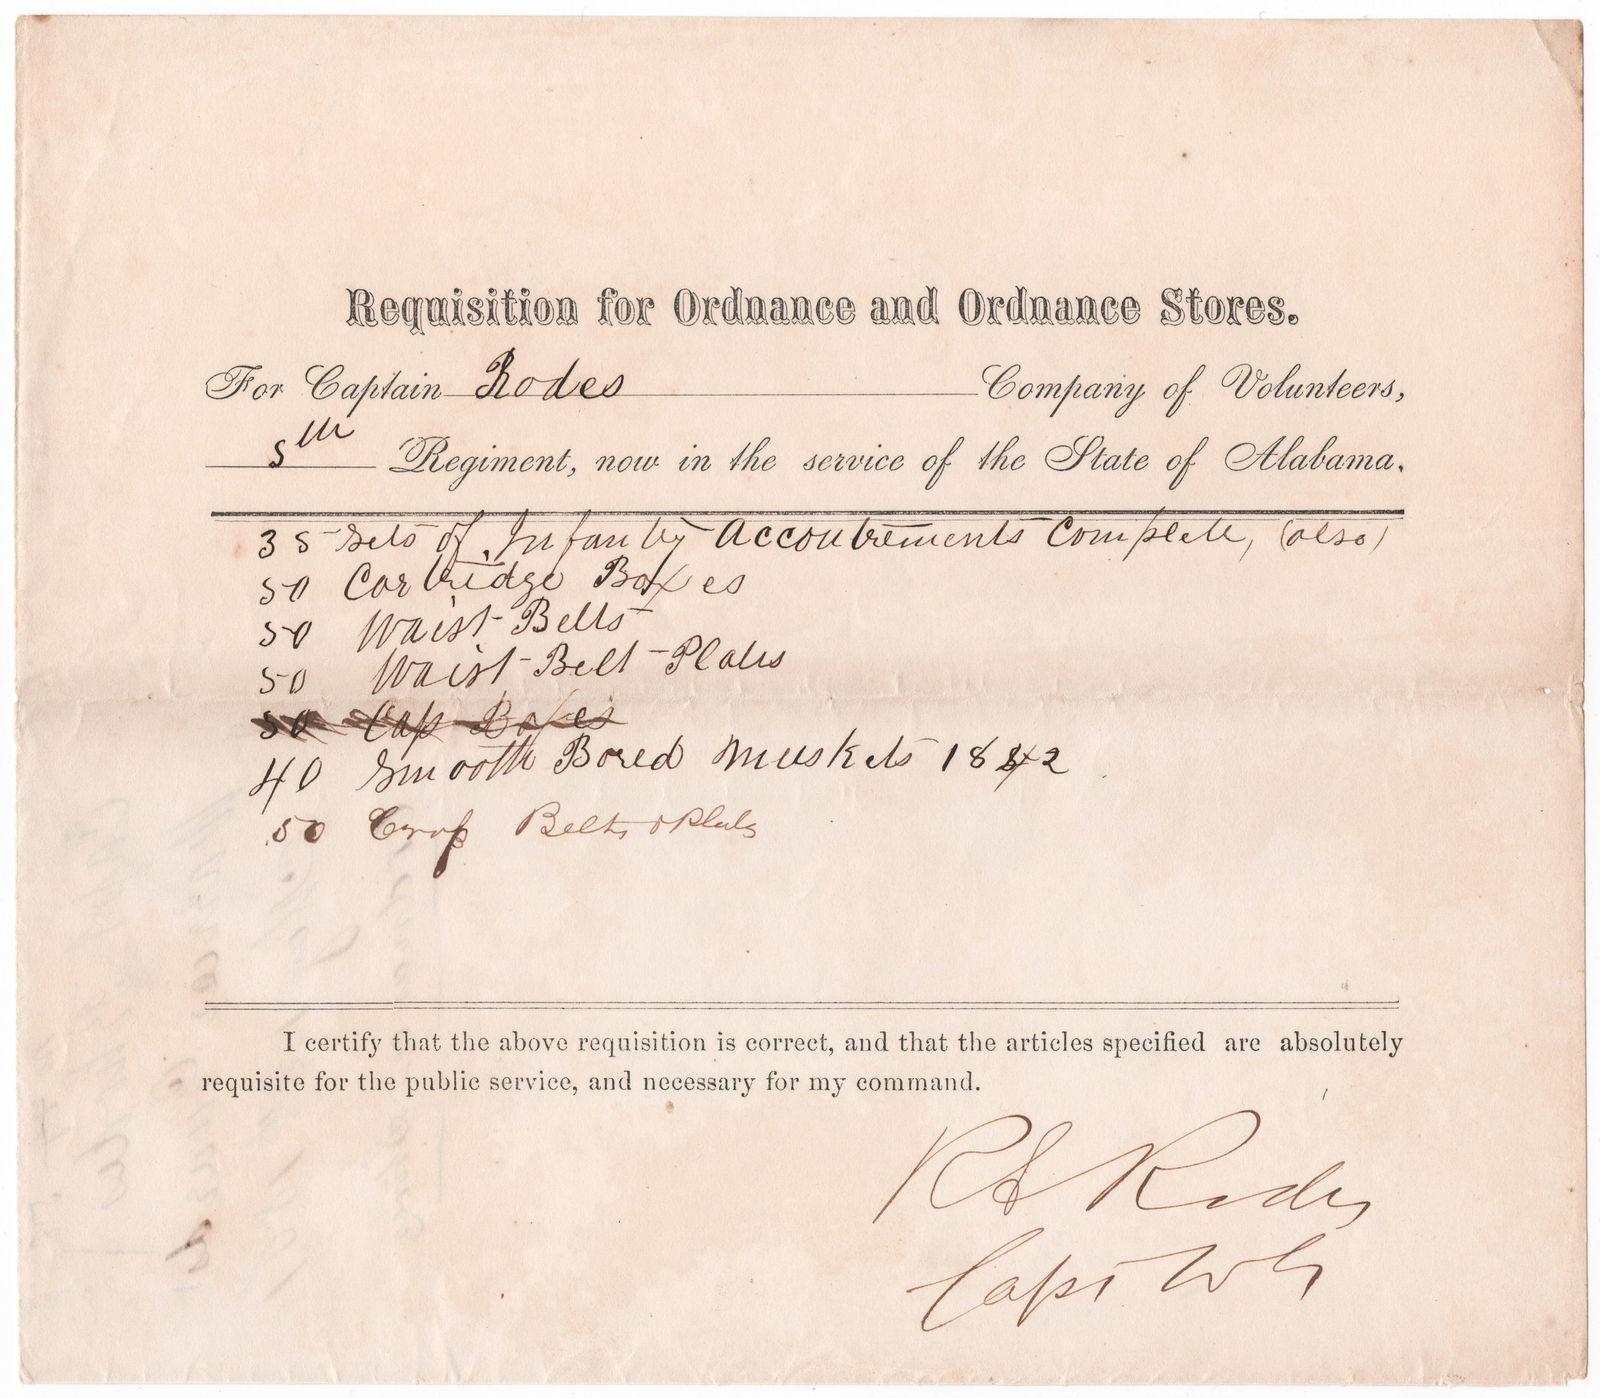 Requisition for Ordnance and Ordnance Stores.
For Captain Rodes Company of Volunteers,
5th Regiment, now in the service of the State of Alabama.
35 Sets of Infantry Accoutrements Complete, (also)
50 Cartridge Boxes
50 Waist Belts
50 Waist-Belt-Plates
50 Cap Boxes
40 Smooth Bored Muskets 1842
50 Crop Belts & Plates
I certify that the above requisition is correct, and that the articles specified are absolutely
requisite for the public service, and necessary for my command.
R E Rodes
Capt